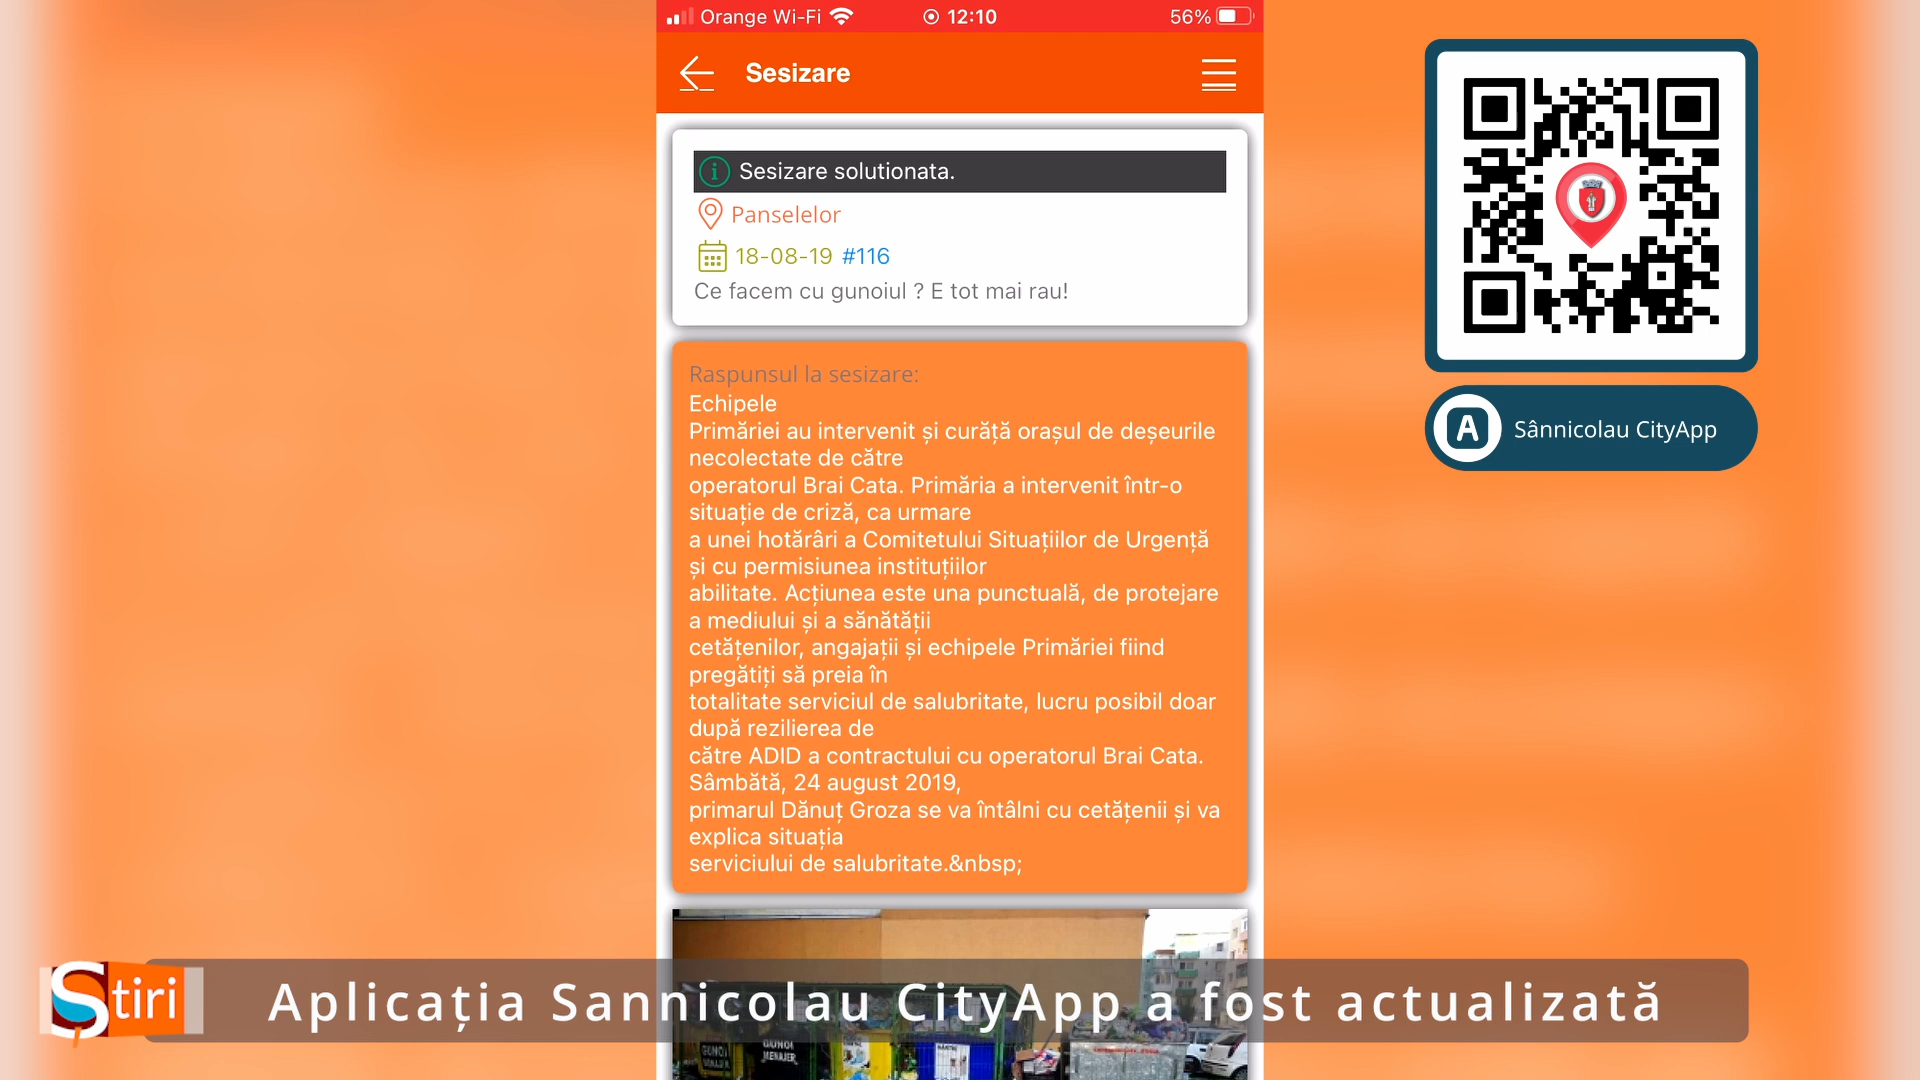 Orange Wi-Fi 12:10 56%
Sesizare
Sesizare solutionata.
Panselelor
18-08-19 #116
Ce facem cu gunoiul ? E tot mai rau!
Raspunsul la sesizare:
Echipele
Primăriei au intervenit și curăță orașul de deșeurile
necolectate de către
operatorul Brai Cata. Primăria a intervenit într-o
situație de criză, ca urmare
a unei hotărâri a Comitetului Situațiilor de Urgență
și cu permisiunea instituțiilor
abilitate. Acțiunea este una punctuală, de protejare
a mediului și a sănătății
cetățenilor, angajații și echipele Primăriei fiind
pregătiți să preia în
totalitate serviciul de salubritate, lucru posibil doar
după rezilierea de
către ADID a contractului cu operatorul Brai Cata.
Sâmbătă, 24 august 2019,
primarul Dănuț Groza se va întâlni cu cetățenii și va
explica situația
serviciului de salubritate.&nbsp;
A Sânnicolau CityApp
Știri
Aplicația Sannicolau CityApp a fost actualizată
GUNOI
MENAJER
GUNOI